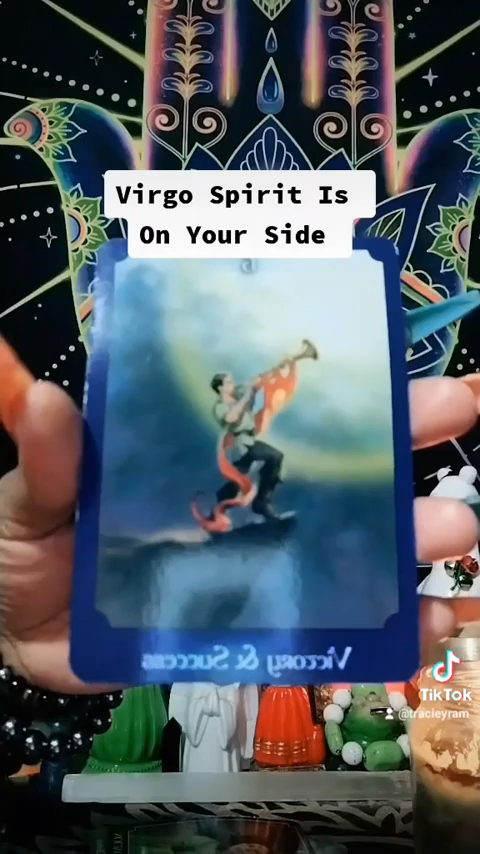 Virgo Spirit Is
On Your Side
Victory & Success
TikTok
@tracieyram